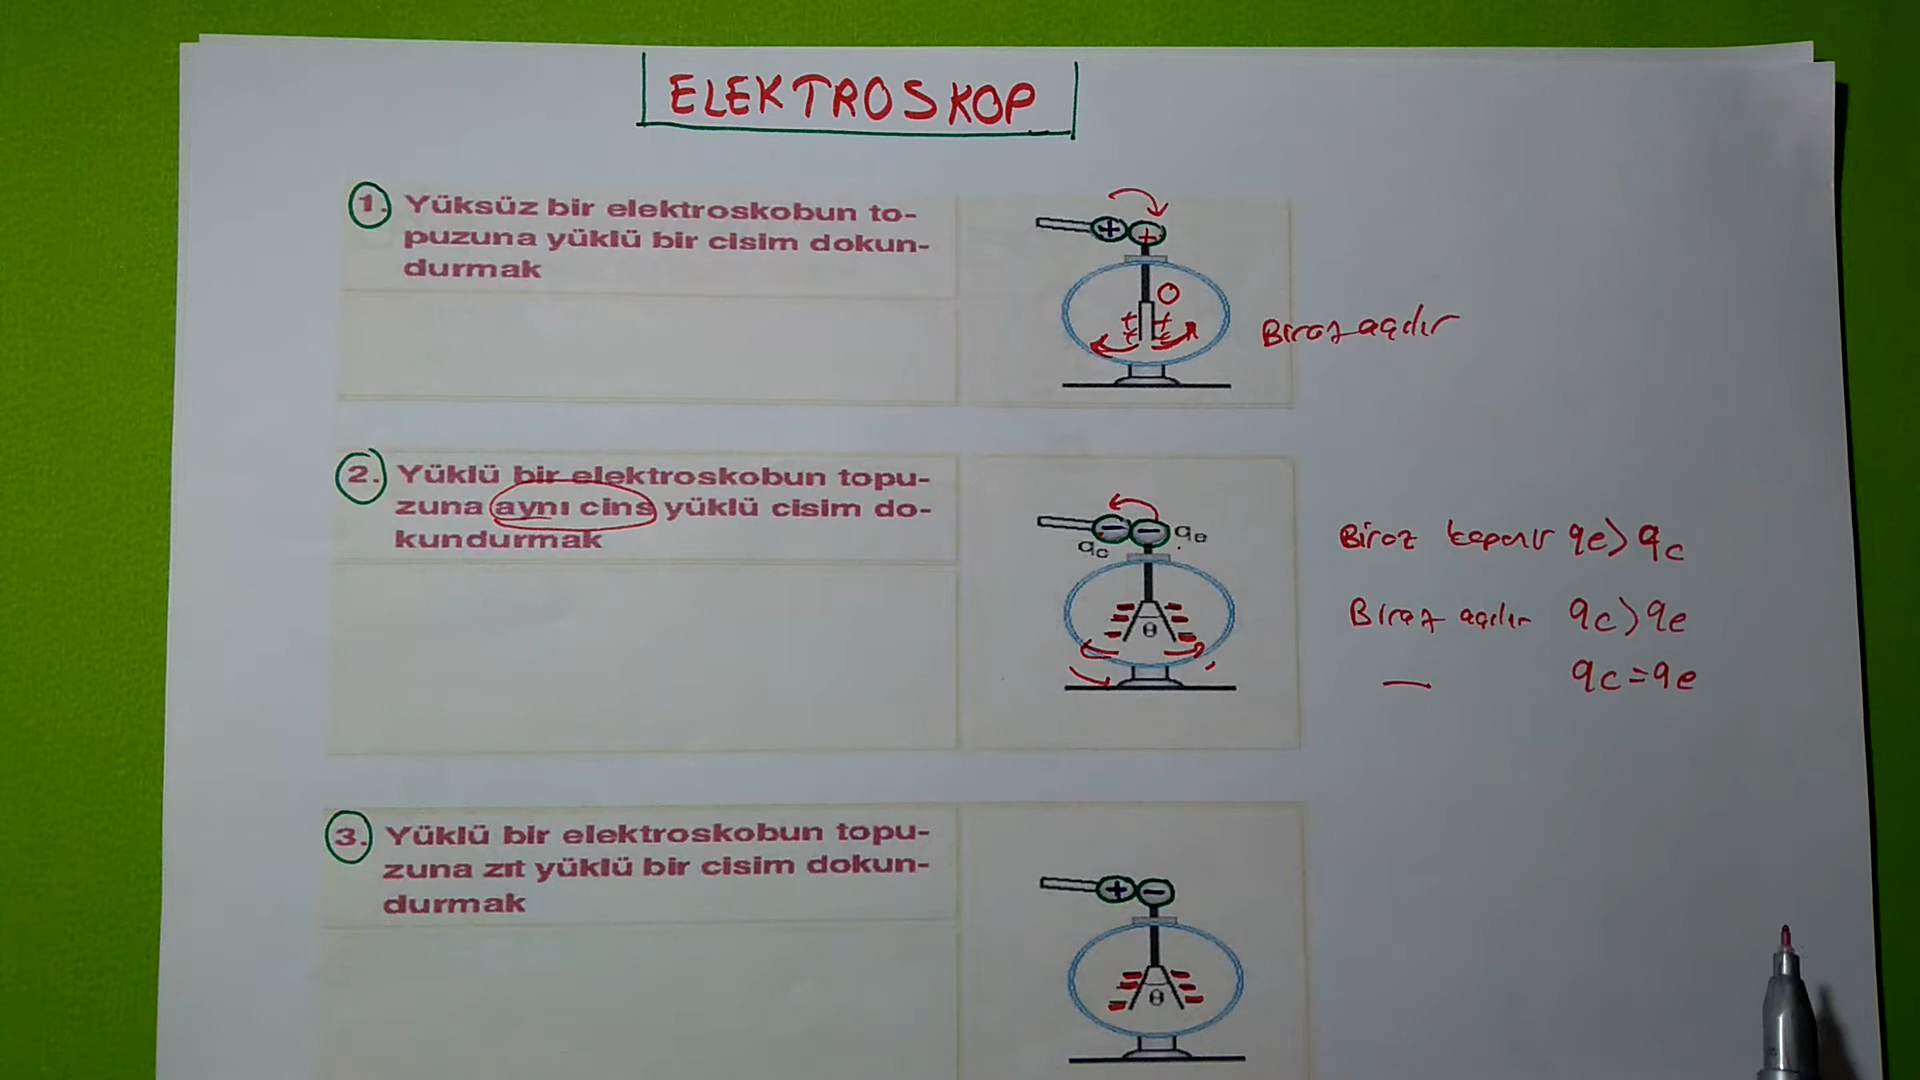 ELEKTROSKOP
1. Yüksüz bir elektroskobun to-
puzuna yüklü bir cisim dokun-
durmak
+ +
0
+ +
+ +
Biraz açılır
2. Yüklü bir elektroskobun topu-
zuna aynı cins yüklü cisim do-
kundurmak
- -
qc qe
θ
Biraz kapanır qe > qc
Biraz açılır qc > qe
— qc = qe
3. Yüklü bir elektroskobun topu-
zuna zıt yüklü bir cisim dokun-
durmak
+ -
θ